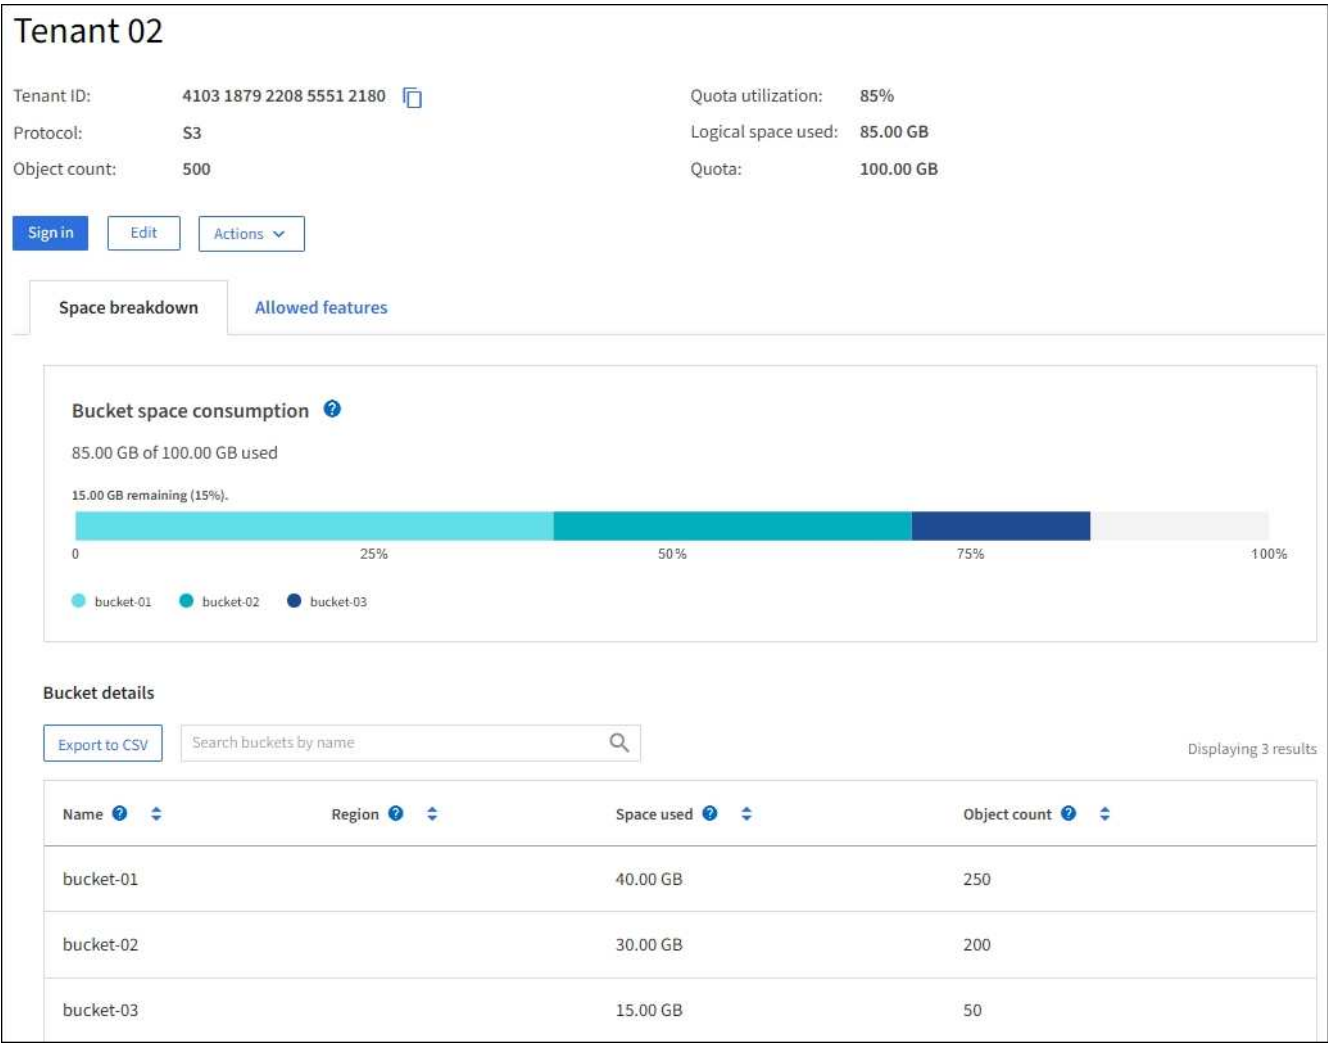 Tenant 02
Tenant ID: 4103 1879 2208 5551 2180
Protocol: S3
Object count: 500
Quota utilization: 85%
Logical space used: 85.00 GB
Quota: 100.00 GB
Sign in Edit Actions
Space breakdown Allowed features
Bucket space consumption ?
85.00 GB of 100.00 GB used
15.00 GB remaining (15%).
0 25% 50% 75% 100%
bucket-01 bucket-02 bucket-03
Bucket details
Export to CSV Search buckets by name Displaying 3 results
Name ? Region ? Space used ? Object count ?
bucket-01 40.00 GB 250
bucket-02 30.00 GB 200
bucket-03 15.00 GB 50